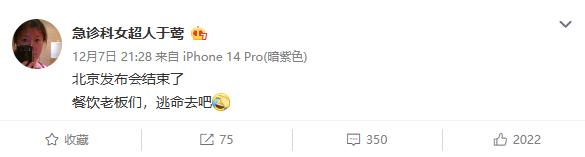 急诊科女超人于莺
12月7日 21:28 来自 iPhone 14 Pro(暗紫色)
北京发布会结束了
餐饮老板们，逃命去吧
收藏 75 350 2022